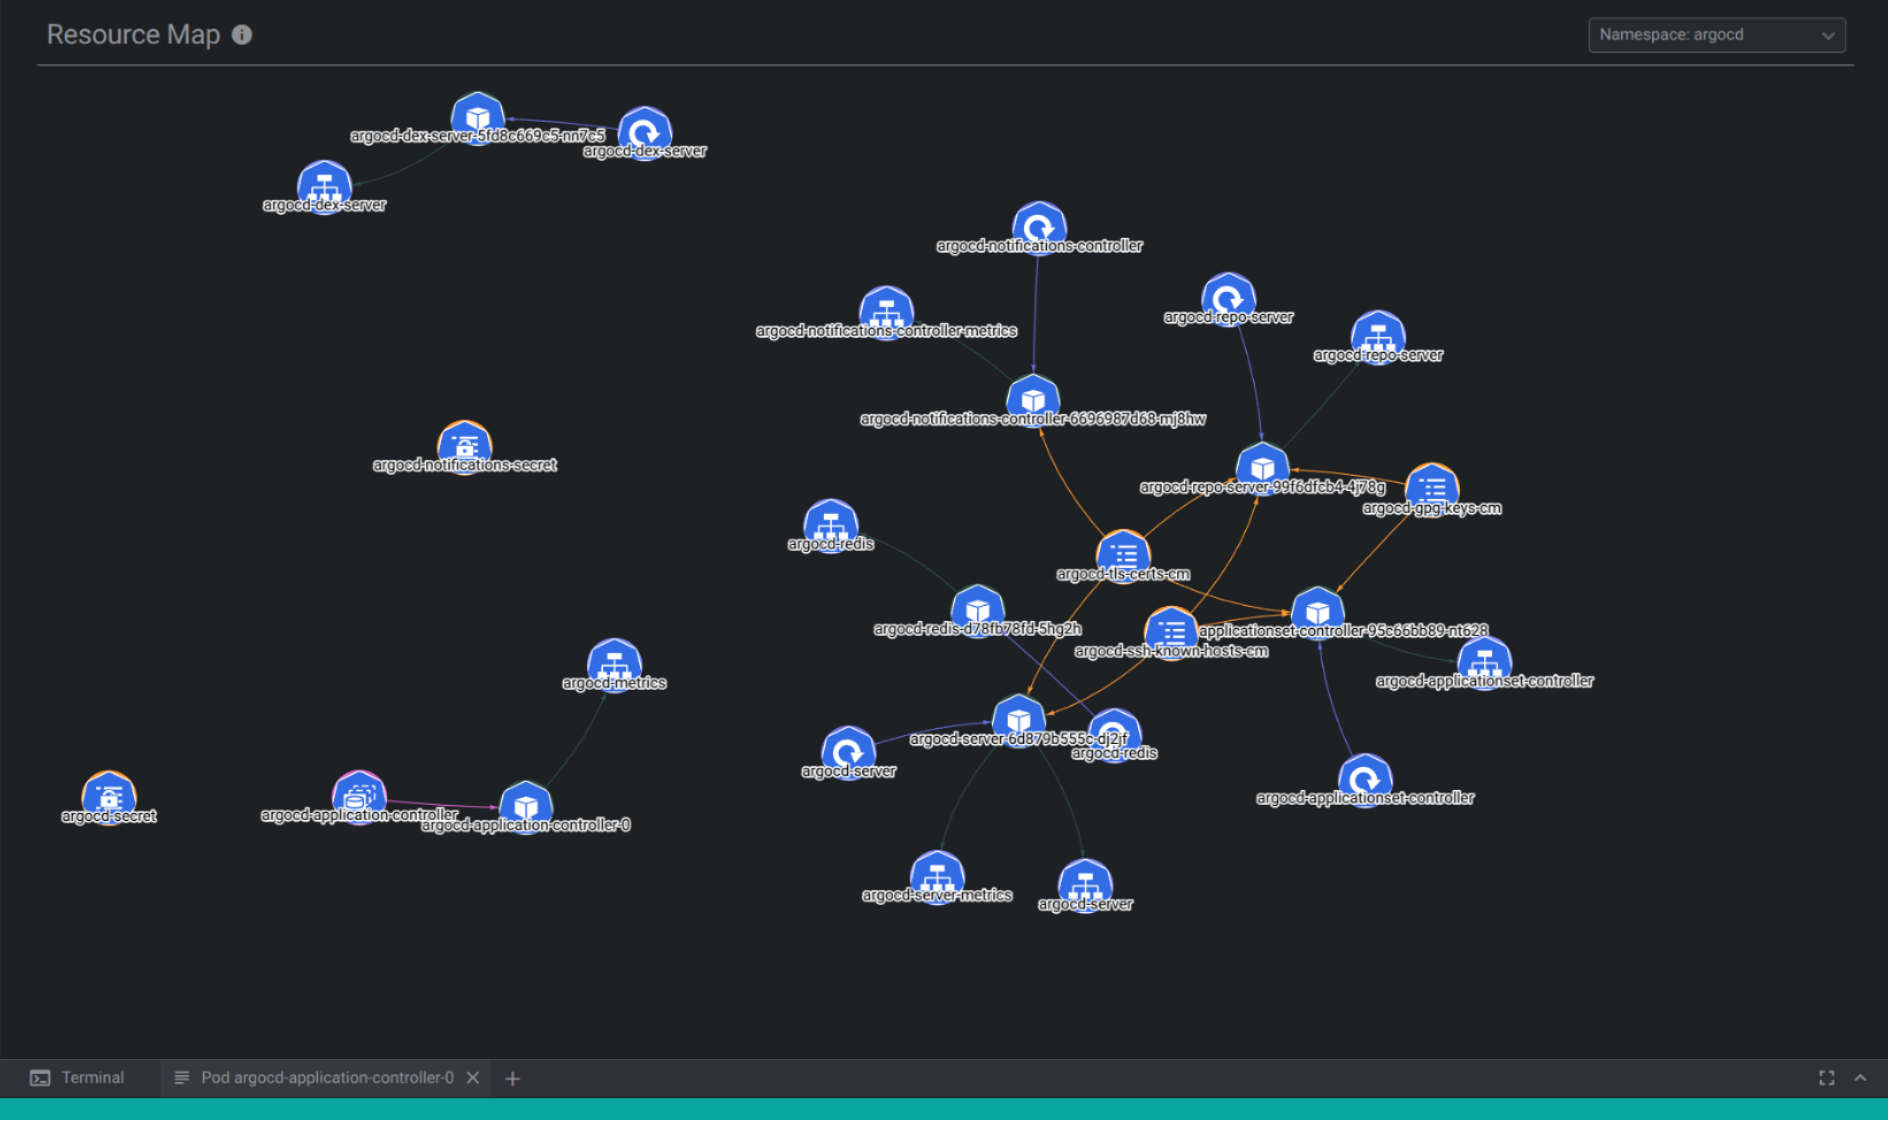 Resource Map
Namespace: argocd
argocd-dex-server-5fd8c669c5-nn7c5
argocd-dex-server
argocd-dex-server
argocd-notifications-controller
argocd-repo-server
argocd-notifications-controller-metrics
argocd-repo-server
argocd-notifications-controller-6696987d68-mj8hw
argocd-notifications-secret
argocd-repo-server-99f6dfcb4-4j78g
argocd-gpg-keys-cm
argocd-redis
argocd-tls-certs-cm
argocd-redis-d78fb78fd-5hg2h
applicationset-controller-95c66bb89-nt628
argocd-ssh-known-hosts-cm
argocd-metrics
argocd-applicationset-controller
argocd-server-6d879b555c-dj2jf
argocd-redis
argocd-server
argocd-applicationset-controller
argocd-secret
argocd-application-controller
argocd-application-controller-0
argocd-server-metrics
argocd-server
Terminal
Pod argocd-application-controller-0